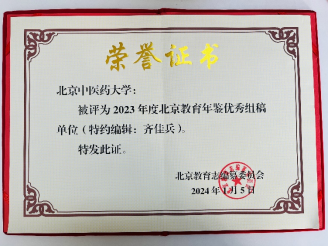 荣誉证书
北京中医药大学：
被评为2023年度北京教育年鉴优秀组稿
单位（特约编辑：齐佳兵）。
特发此证。
北京教育志编纂委员会
2024年1月5日